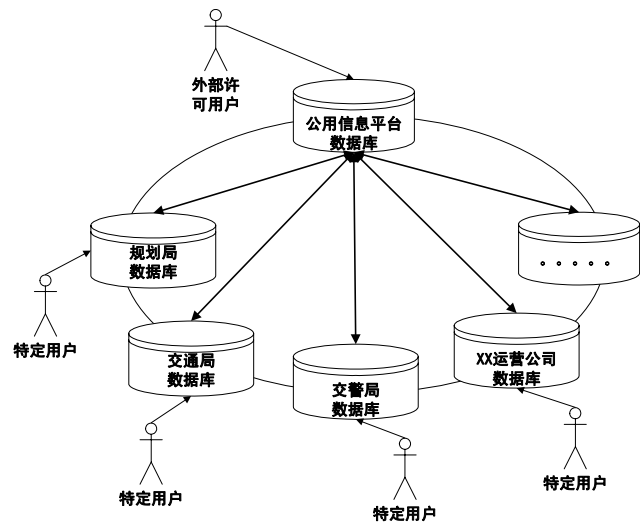 外部许
可用户
公用信息平台
数据库
规划局
数据库
。。。。。
特定用户
交通局
数据库
XX运营公司
数据库
交警局
数据库
特定用户
特定用户
特定用户